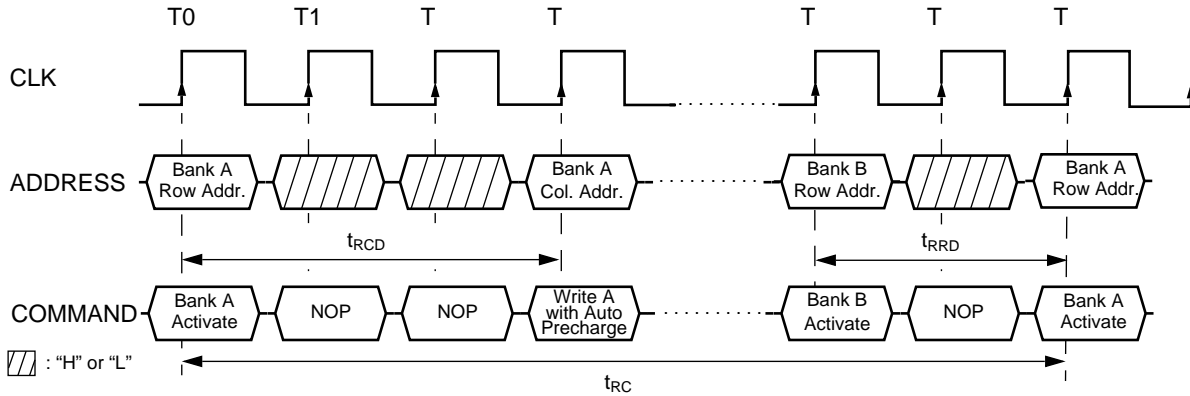 T0 T1 T T T T T
CLK
ADDRESS
Bank A
Row Addr.
Bank A
Col. Addr.
Bank B
Row Addr.
Bank A
Row Addr.
tRCD
tRRD
COMMAND
Bank A
Activate
NOP
NOP
Write A
with Auto
Precharge
Bank B
Activate
NOP
Bank A
Activate
: “H” or “L”
tRC